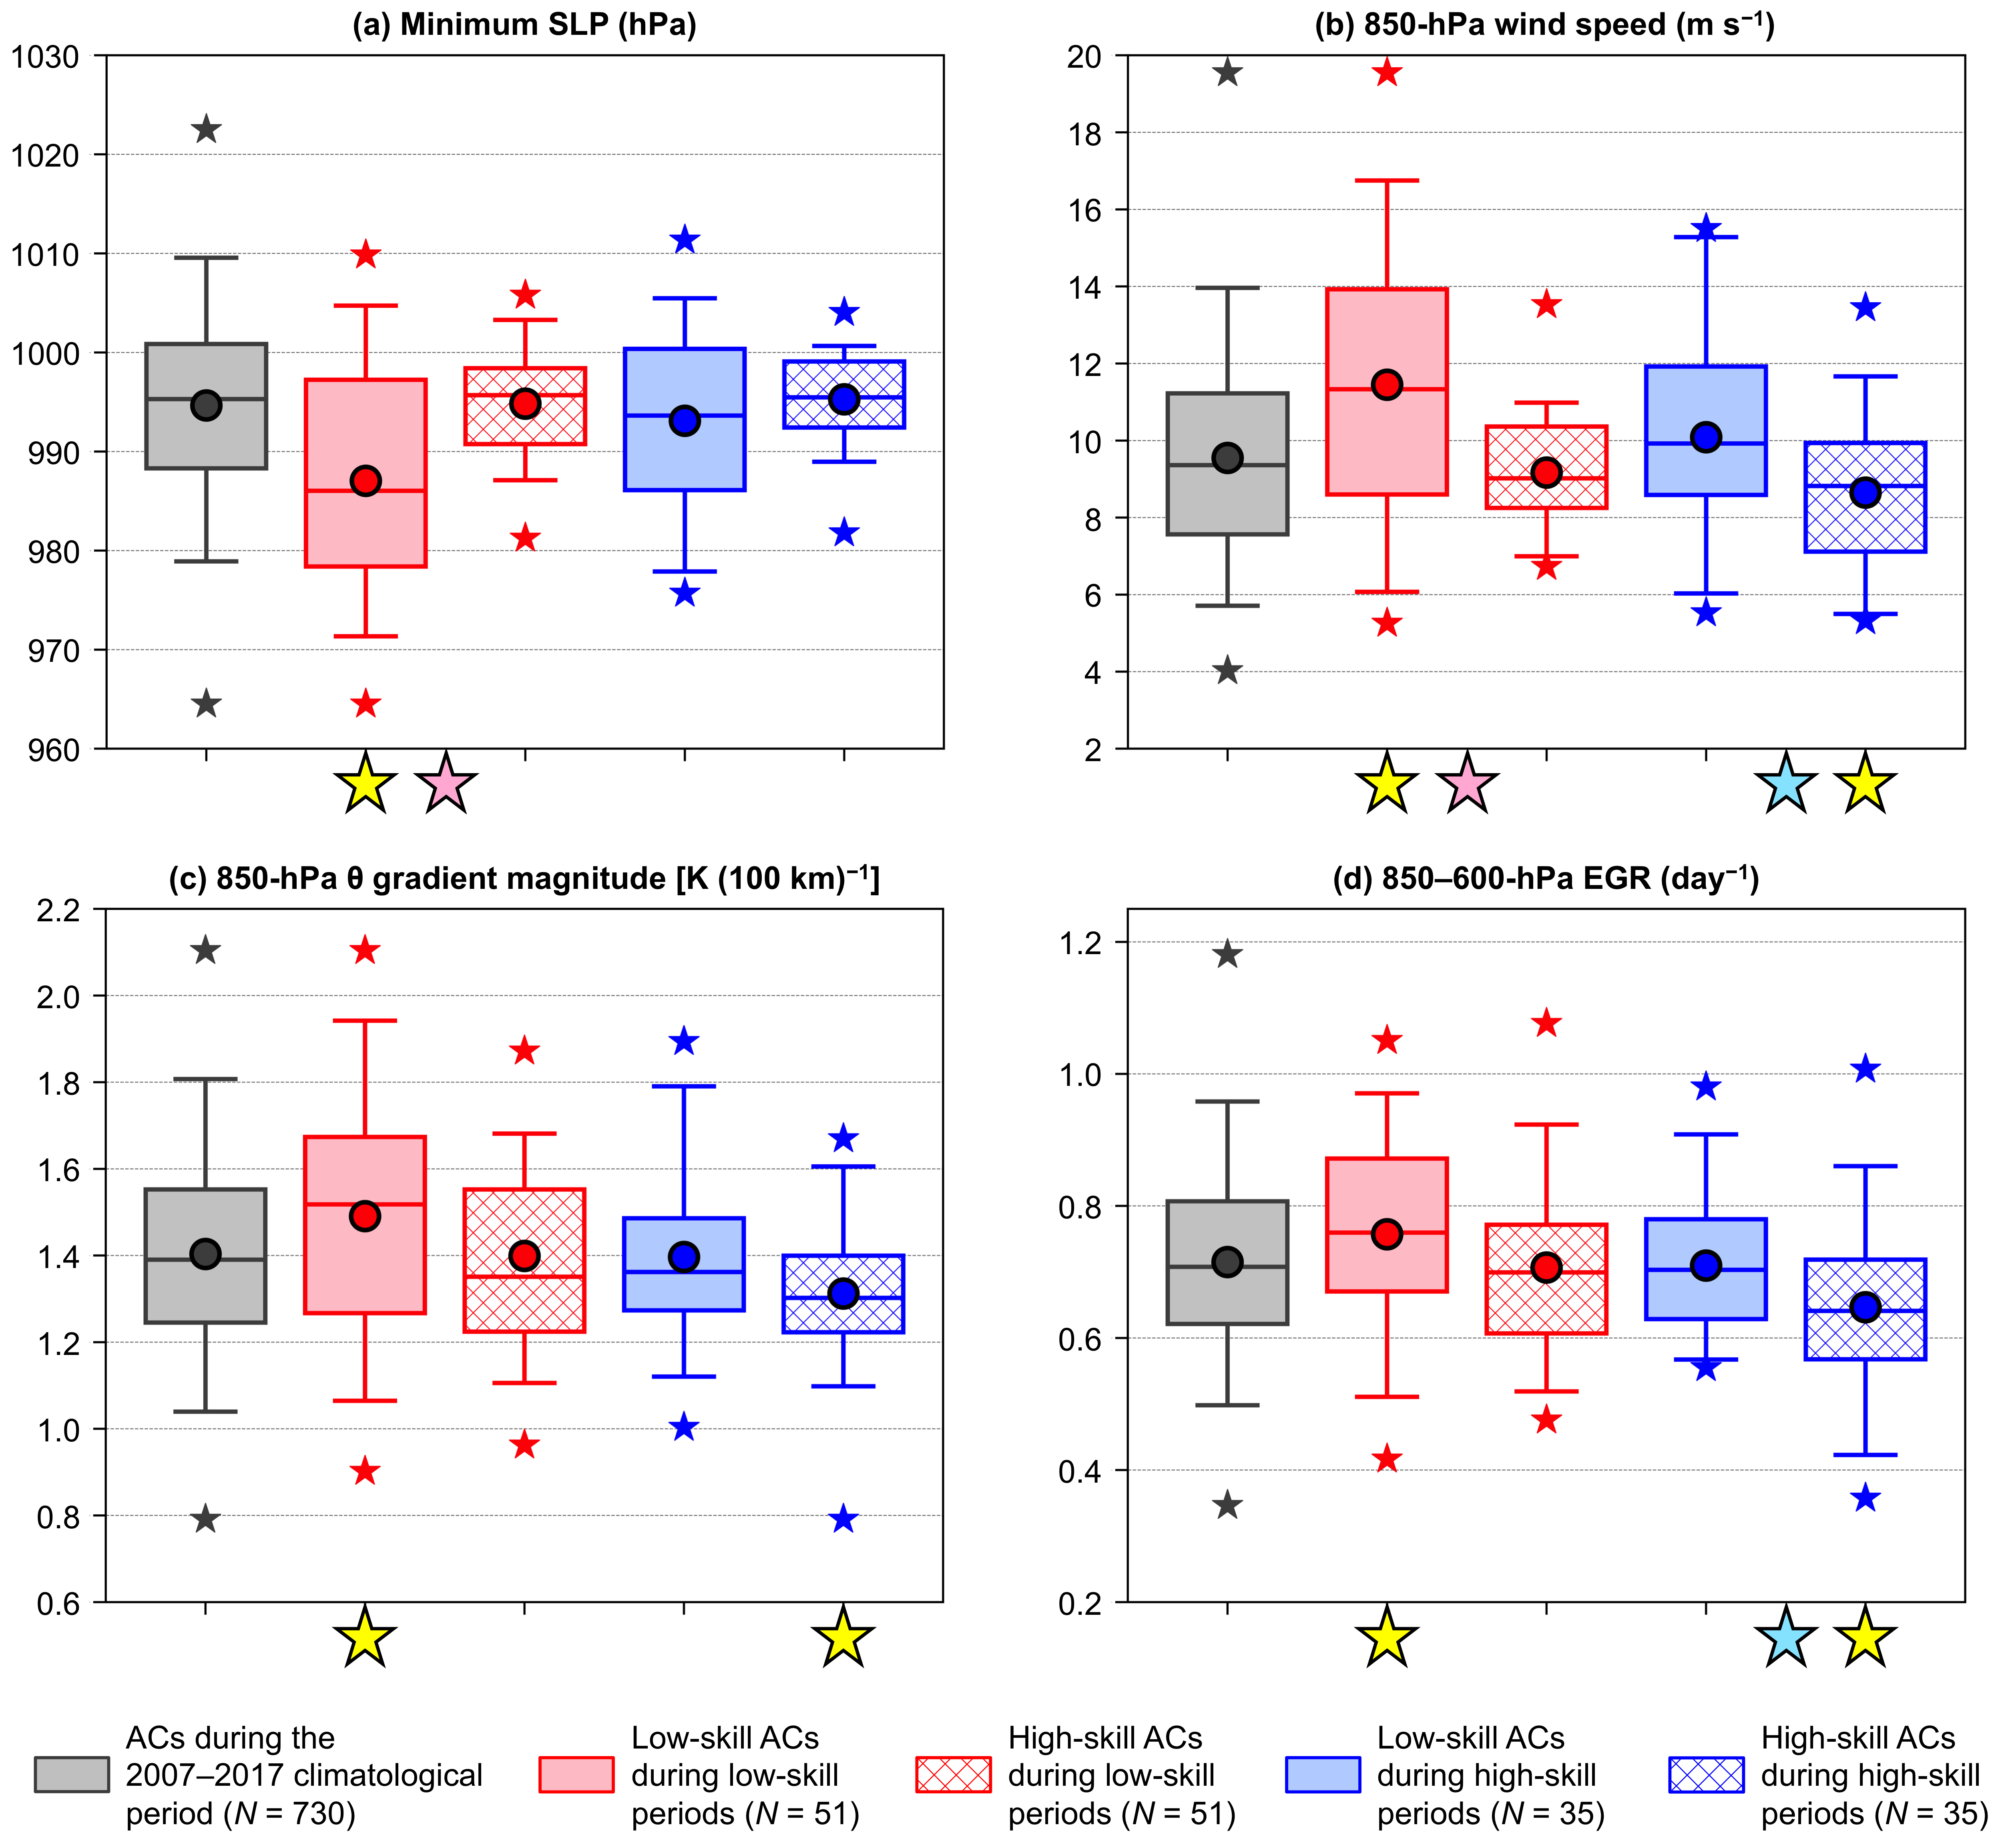 (a) Minimum SLP (hPa)
1030
1020
1010
1000
990
980
970
960
(b) 850-hPa wind speed (m s⁻¹)
20
18
16
14
12
10
8
6
4
2
(c) 850-hPa θ gradient magnitude [K (100 km)⁻¹]
2.2
2.0
1.8
1.6
1.4
1.2
1.0
0.8
0.6
(d) 850–600-hPa EGR (day⁻¹)
1.2
1.0
0.8
0.6
0.4
0.2
ACs during the
2007–2017 climatological
period (N = 730)
Low-skill ACs
during low-skill
periods (N = 51)
High-skill ACs
during low-skill
periods (N = 51)
Low-skill ACs
during high-skill
periods (N = 35)
High-skill ACs
during high-skill
periods (N = 35)